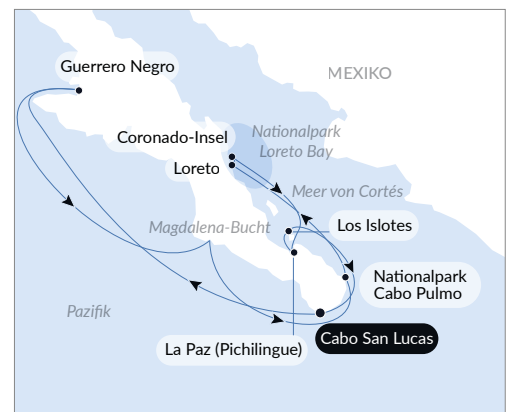 Guerrero Negro
MEXIKO
Coronado-Insel
Nationalpark
Loreto Bay
Loreto
Meer von Cortés
Magdalena-Bucht
Los Islotes
Nationalpark
Cabo Pulmo
Pazifik
Cabo San Lucas
La Paz (Pichilingue)